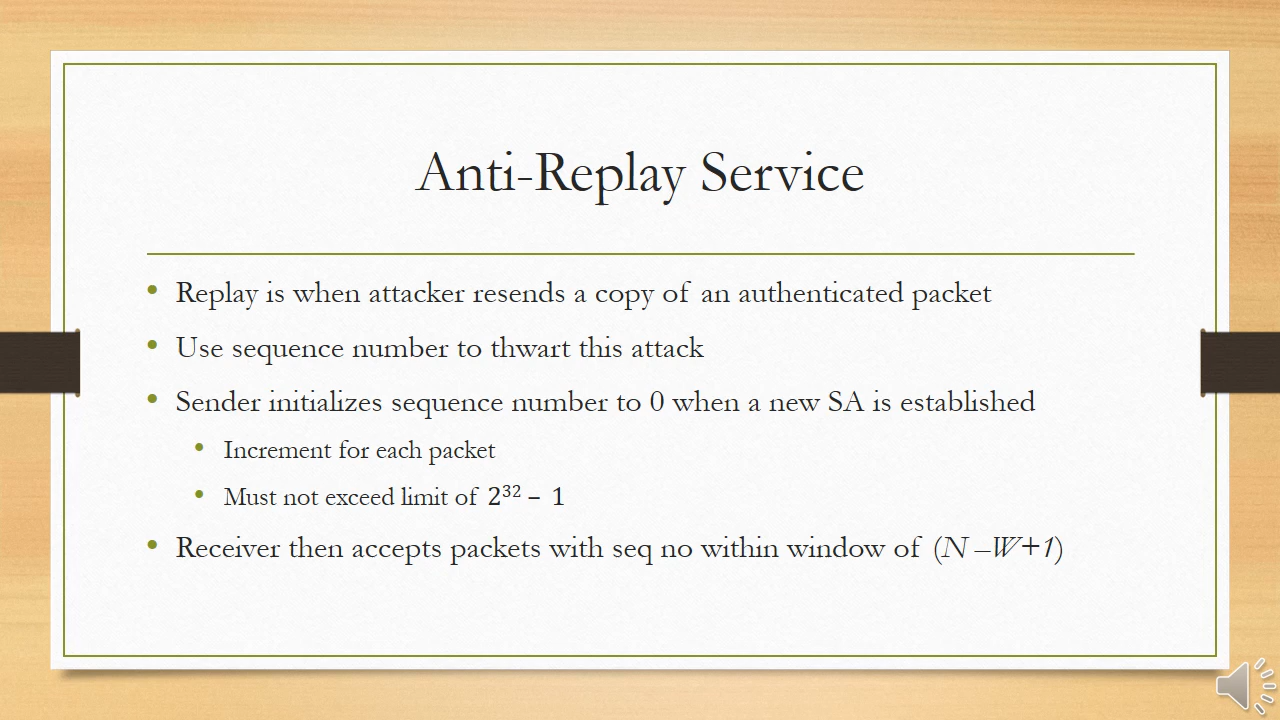 Anti-Replay Service
• Replay is when attacker resends a copy of an authenticated packet
• Use sequence number to thwart this attack
• Sender initializes sequence number to 0 when a new SA is established
• Increment for each packet
• Must not exceed limit of 2³² – 1
• Receiver then accepts packets with seq no within window of (N –W+1)